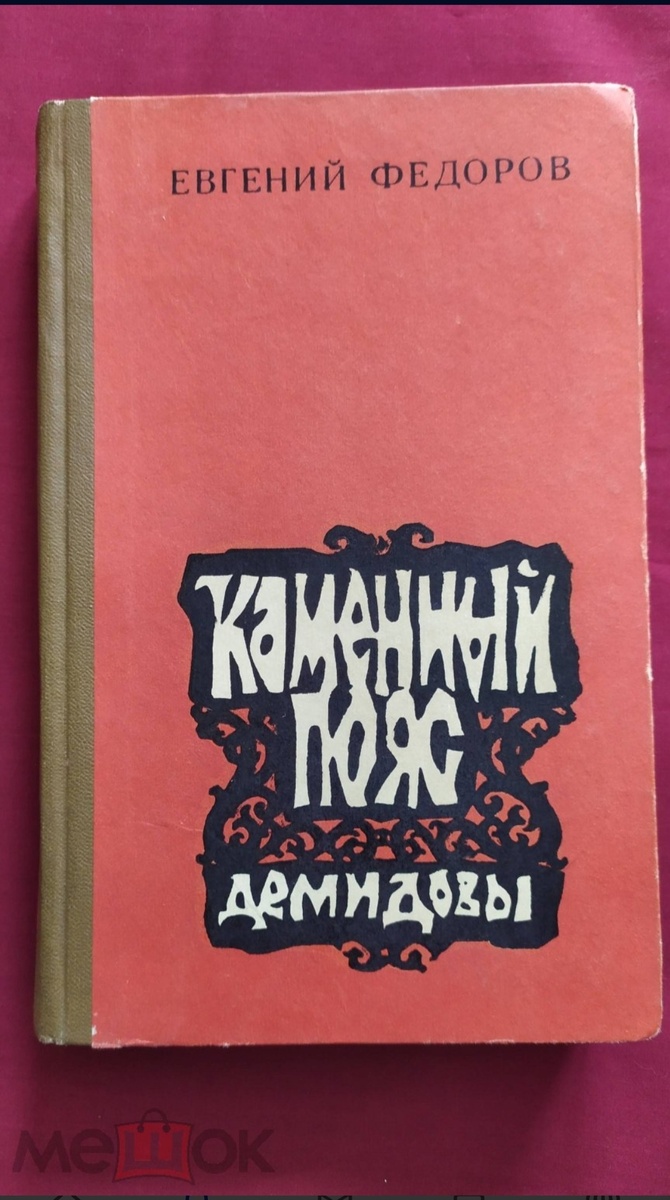 ЕВГЕНИЙ ФЕДОРОВ
каменный
пояс
демидовы
мешок